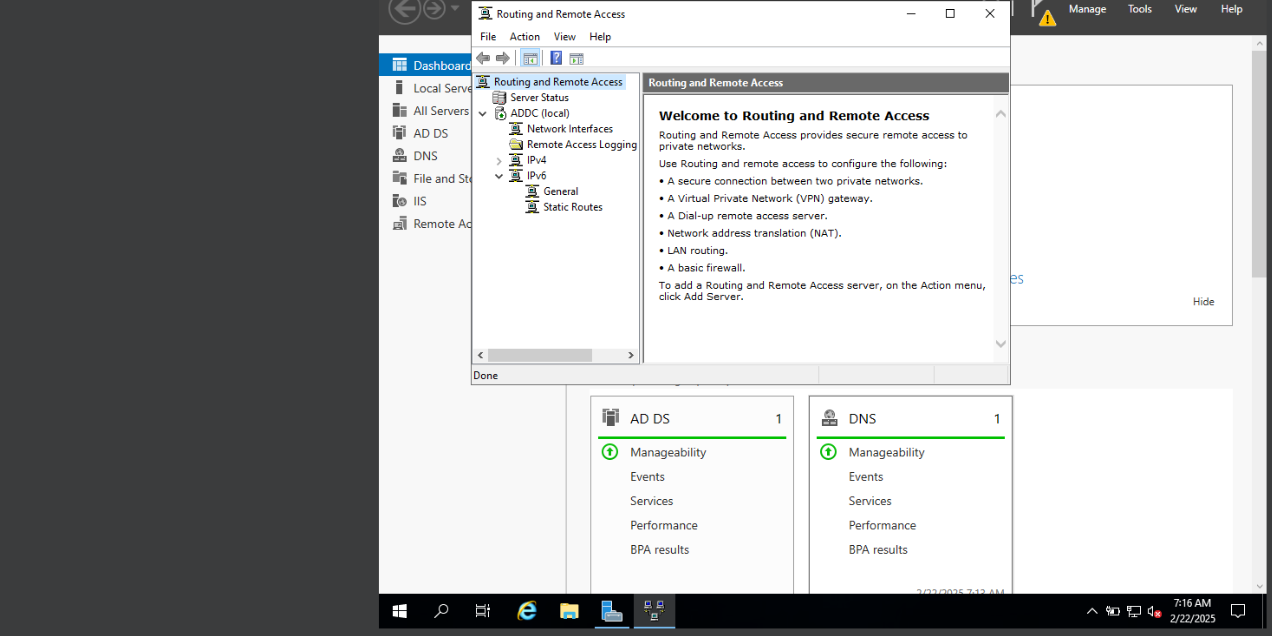 Routing and Remote Access
Manage Tools View Help
File Action View Help
Dashboard
Local Serve
All Servers
AD DS
DNS
File and Sto
IIS
Remote Ac
Routing and Remote Access
Server Status
ADDC (local)
Network Interfaces
Remote Access Logging
IPv4
IPv6
General
Static Routes
Routing and Remote Access
Welcome to Routing and Remote Access
Routing and Remote Access provides secure remote access to
private networks.
Use Routing and remote access to configure the following:
• A secure connection between two private networks.
• A Virtual Private Network (VPN) gateway.
• A Dial-up remote access server.
• Network address translation (NAT).
• LAN routing.
• A basic firewall.
To add a Routing and Remote Access server, on the Action menu,
click Add Server.
es
Hide
Done
AD DS 1
Manageability
Events
Services
Performance
BPA results
DNS 1
Manageability
Events
Services
Performance
BPA results
2/22/2025 7:13 AM
7:16 AM
2/22/2025